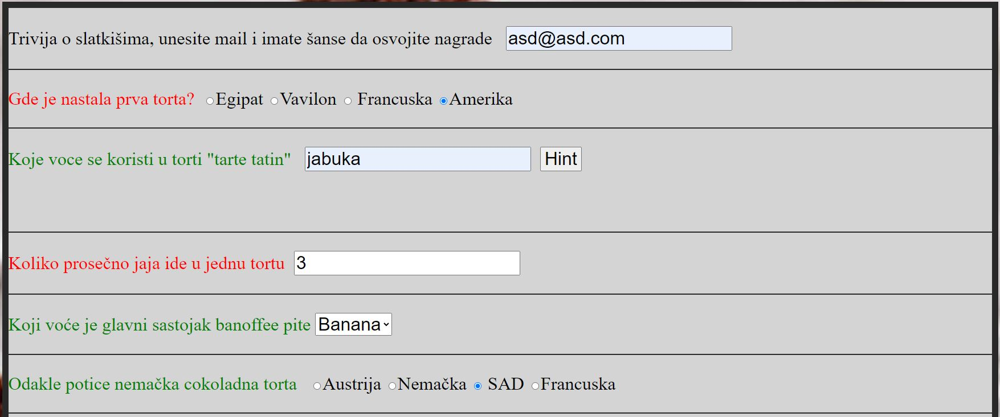 Trivija o slatkišima, unesite mail i imate šanse da osvojite nagrade asd@asd.com
Gde je nastala prva torta? Egipat Vavilon Francuska Amerika
Koje voce se koristi u torti "tarte tatin" jabuka Hint
Koliko prosečno jaja ide u jednu tortu 3
Koji voće je glavni sastojak banoffee pite Banana
Odakle potice nemačka cokoladna torta Austrija Nemačka SAD Francuska